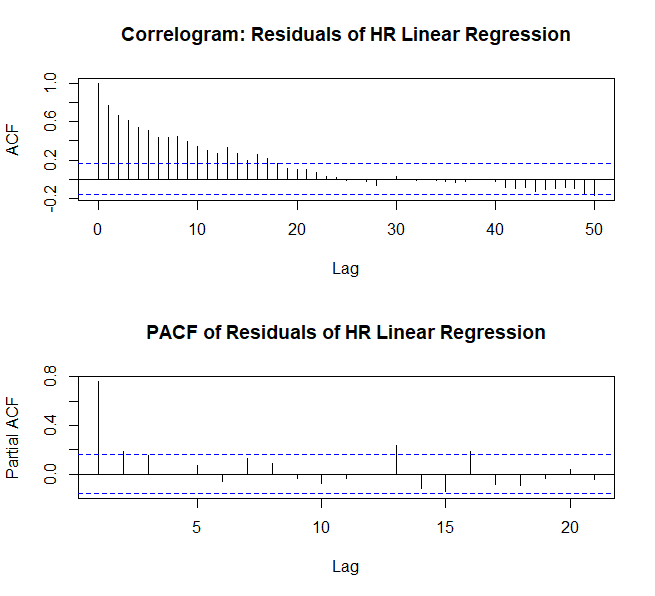 Correlogram: Residuals of HR Linear Regression
ACF
1.0
0.6
0.2
-0.2
0 10 20 30 40 50
Lag
PACF of Residuals of HR Linear Regression
Partial ACF
0.8
0.4
0.0
5 10 15 20
Lag